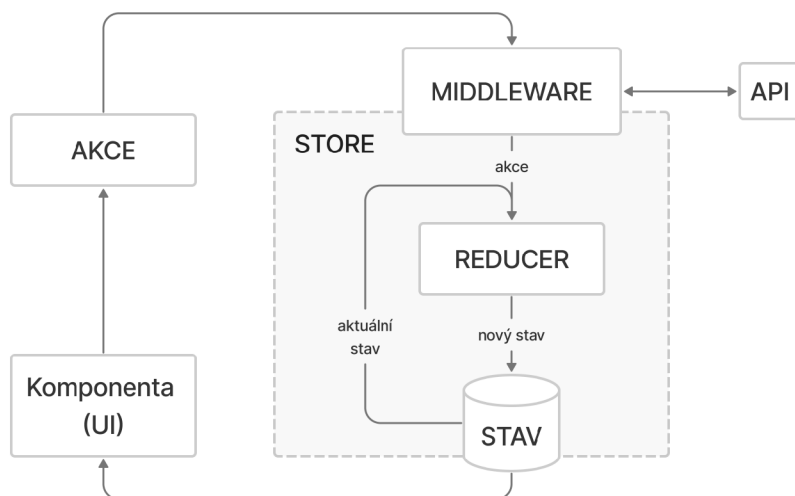 MIDDLEWARE
API
AKCE
STORE
akce
REDUCER
aktuální
stav
nový stav
Komponenta
(UI)
STAV